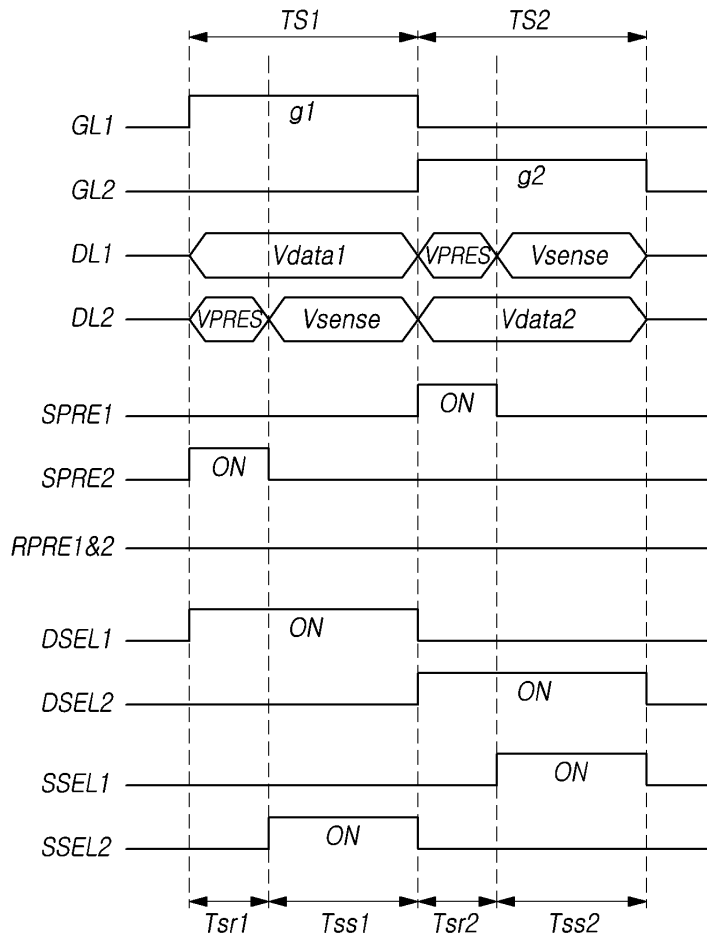 TS1 TS2
GL1 g1
GL2 g2
DL1 Vdata1 VPRES Vsense
DL2 VPRES Vsense Vdata2
SPRE1 ON
SPRE2 ON
RPRE1&2
DSEL1 ON
DSEL2 ON
SSEL1 ON
SSEL2 ON
Tsr1 Tss1 Tsr2 Tss2